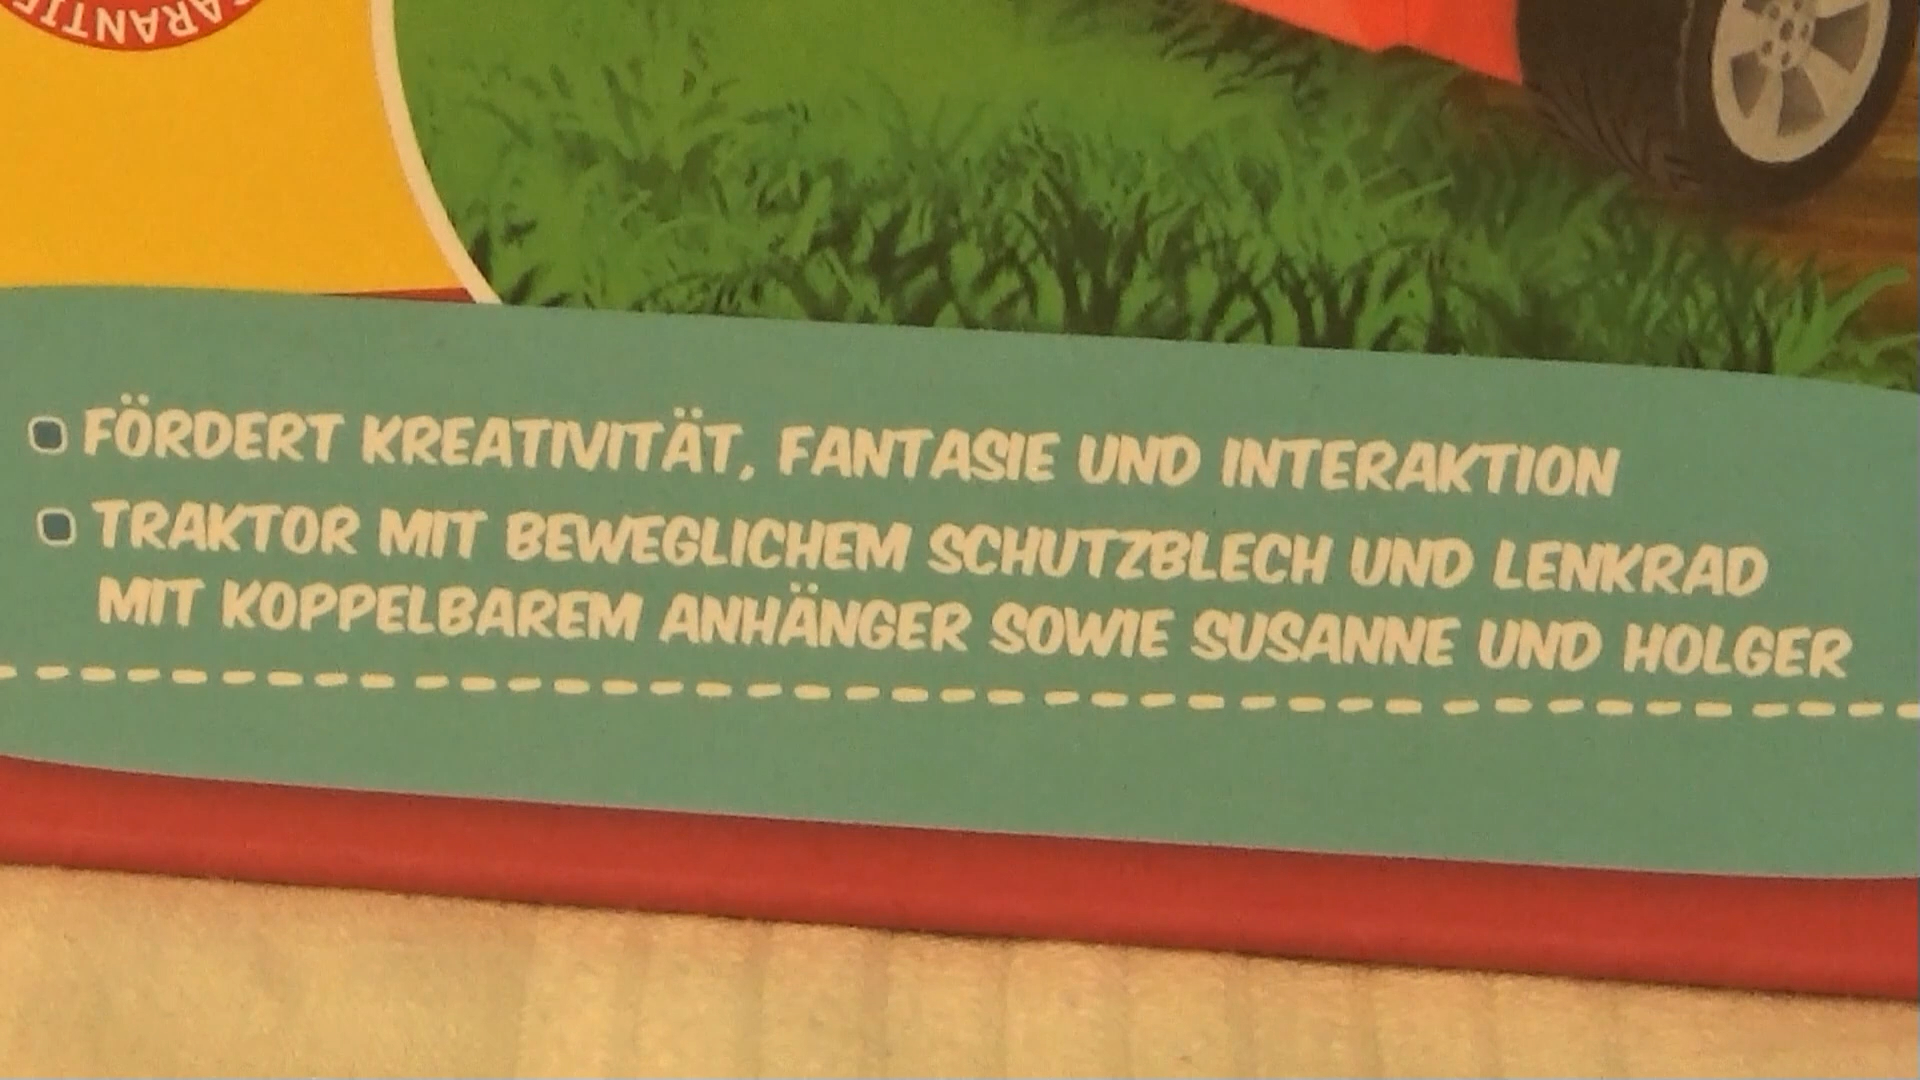 FÖRDERT KREATIVITÄT, FANTASIE UND INTERAKTION
TRAKTOR MIT BEWEGLICHEM SCHUTZBLECH UND LENKRAD
MIT KOPPELBAREM ANHÄNGER SOWIE SUSANNE UND HOLGER